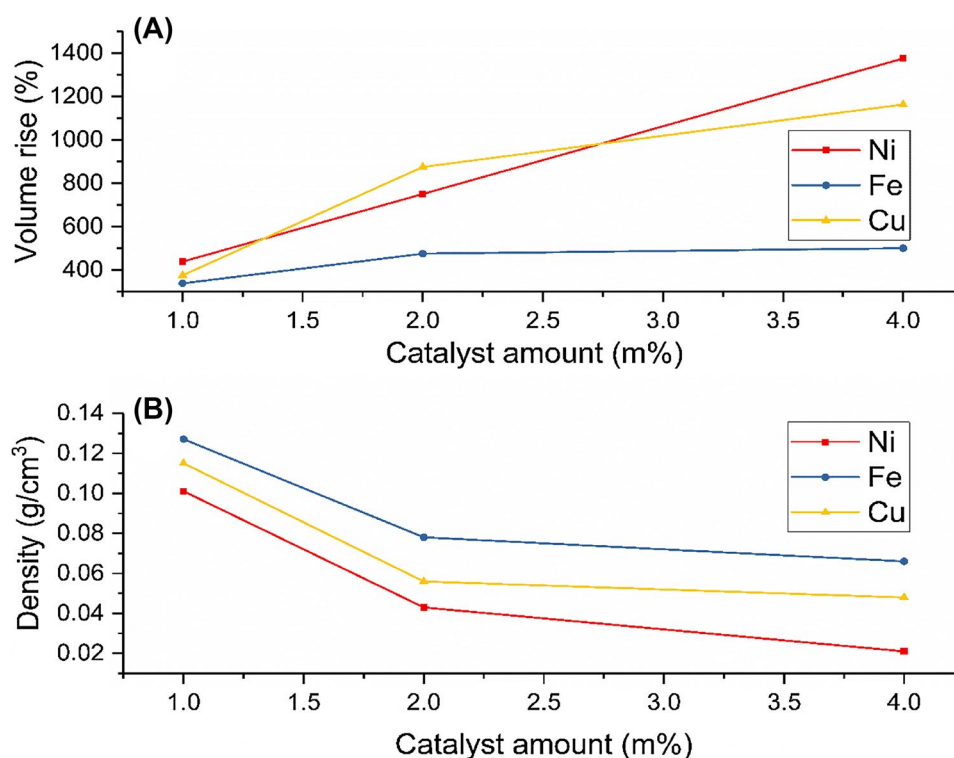 (A)
Volume rise (%)
1400
1200
1000
800
600
400
Ni
Fe
Cu
1.0 1.5 2.0 2.5 3.0 3.5 4.0
Catalyst amount (m%)
(B)
Density (g/cm³)
0.14
0.12
0.10
0.08
0.06
0.04
0.02
Ni
Fe
Cu
1.0 1.5 2.0 2.5 3.0 3.5 4.0
Catalyst amount (m%)